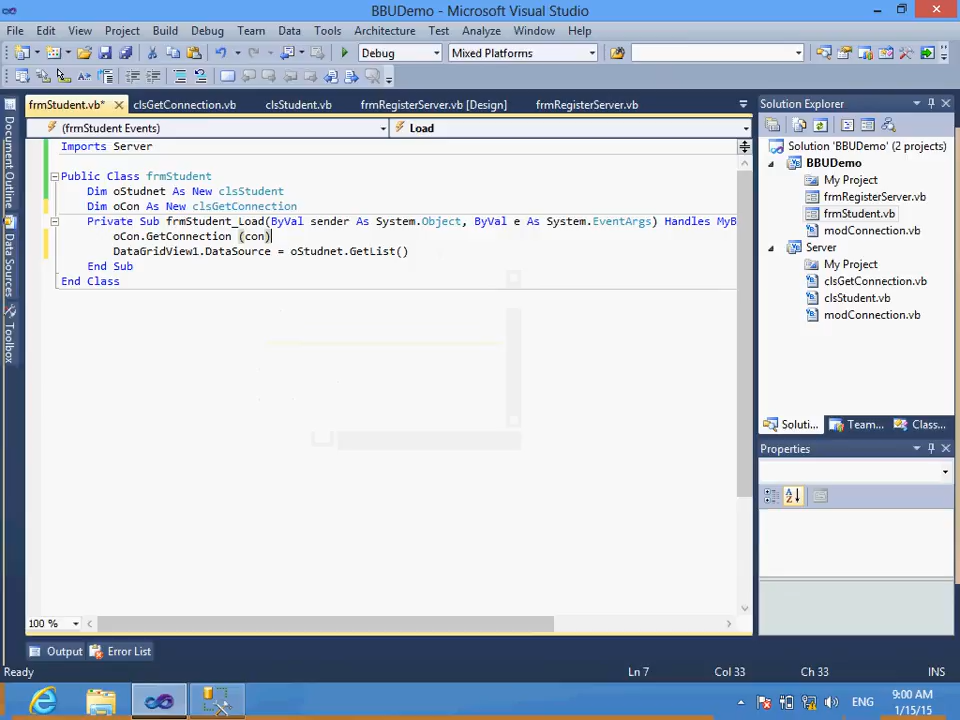 BBUDemo - Microsoft Visual Studio
File Edit View Project Build Debug Team Data Tools Architecture Test Analyze Window Help
Debug Mixed Platforms
frmStudent.vb* clsGetConnection.vb clsStudent.vb frmRegisterServer.vb [Design] frmRegisterServer.vb
(frmStudent Events) Load
Imports Server
Public Class frmStudent
Dim oStudnet As New clsStudent
Dim oCon As New clsGetConnection
Private Sub frmStudent_Load(ByVal sender As System.Object, ByVal e As System.EventArgs) Handles MyB
oCon.GetConnection (con)
DataGridView1.DataSource = oStudnet.GetList()
End Sub
End Class
100 %
Document Outline
Data Sources
Toolbox
Solution Explorer
Solution 'BBUDemo' (2 projects)
BBUDemo
My Project
frmRegisterServer.vb
frmStudent.vb
modConnection.vb
Server
My Project
clsGetConnection.vb
clsStudent.vb
modConnection.vb
Soluti... Team... Class...
Properties
Output Error List
Ready Ln 7 Col 33 Ch 33 INS
ENG
9:00 AM
1/15/15